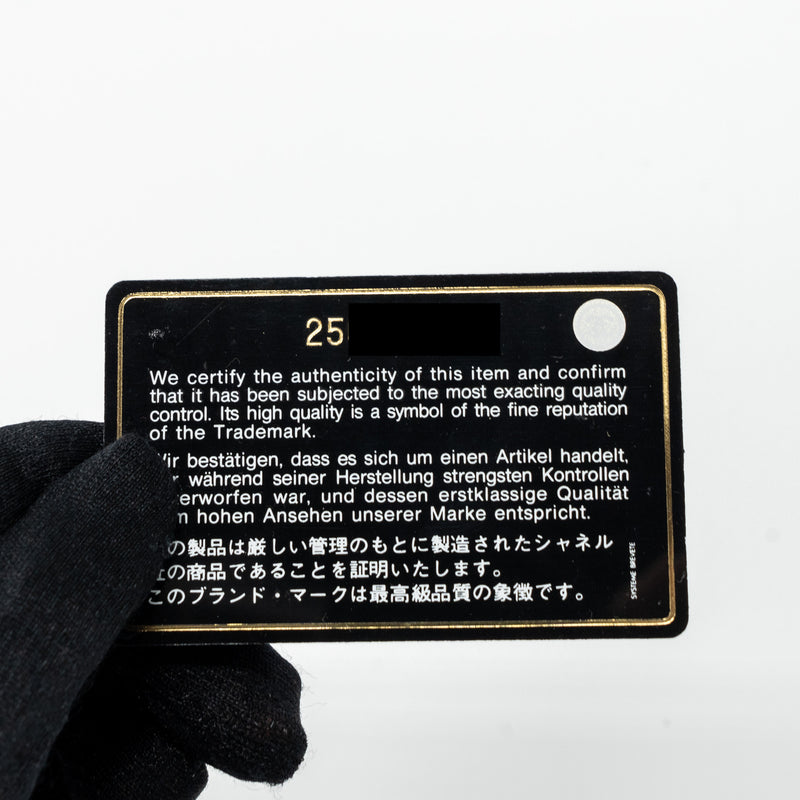 25
We certify the authenticity of this item and confirm
that it has been subjected to the most exacting quality
control. Its high quality is a symbol of the fine reputation
of the Trademark.
bestätigen, dass es sich um einen Artikel handelt,
während seiner Herstellung strengsten Kontrollen
erworfen war, und dessen erstklassige Qualität
hohen Ansehen unserer Marke entspricht.
の製品は厳しい管理のもとに製造されたシャネル
の商品であることを証明いたします。
このブランド・マークは最高級品質の象徴です。
SYSTEME BREVETE